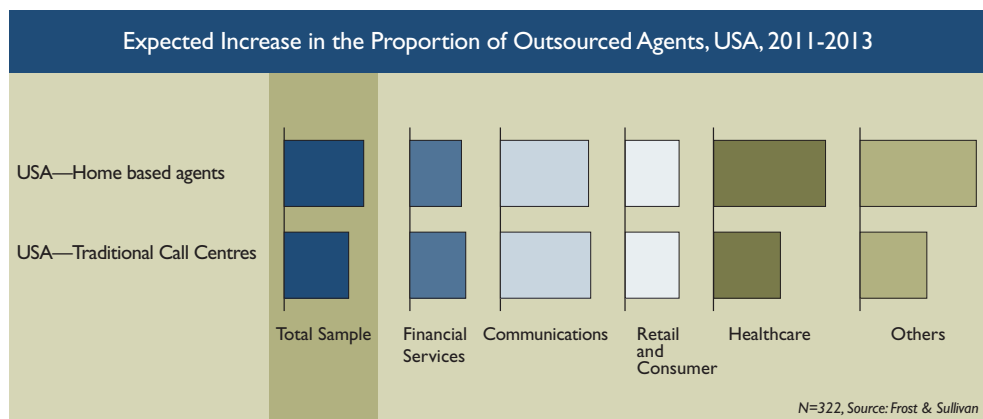 Expected Increase in the Proportion of Outsourced Agents, USA, 2011-2013
USA—Home based agents
USA—Traditional Call Centres
Total Sample
Financial
Services
Communications
Retail
and
Consumer
Healthcare
Others
N=322, Source: Frost & Sullivan